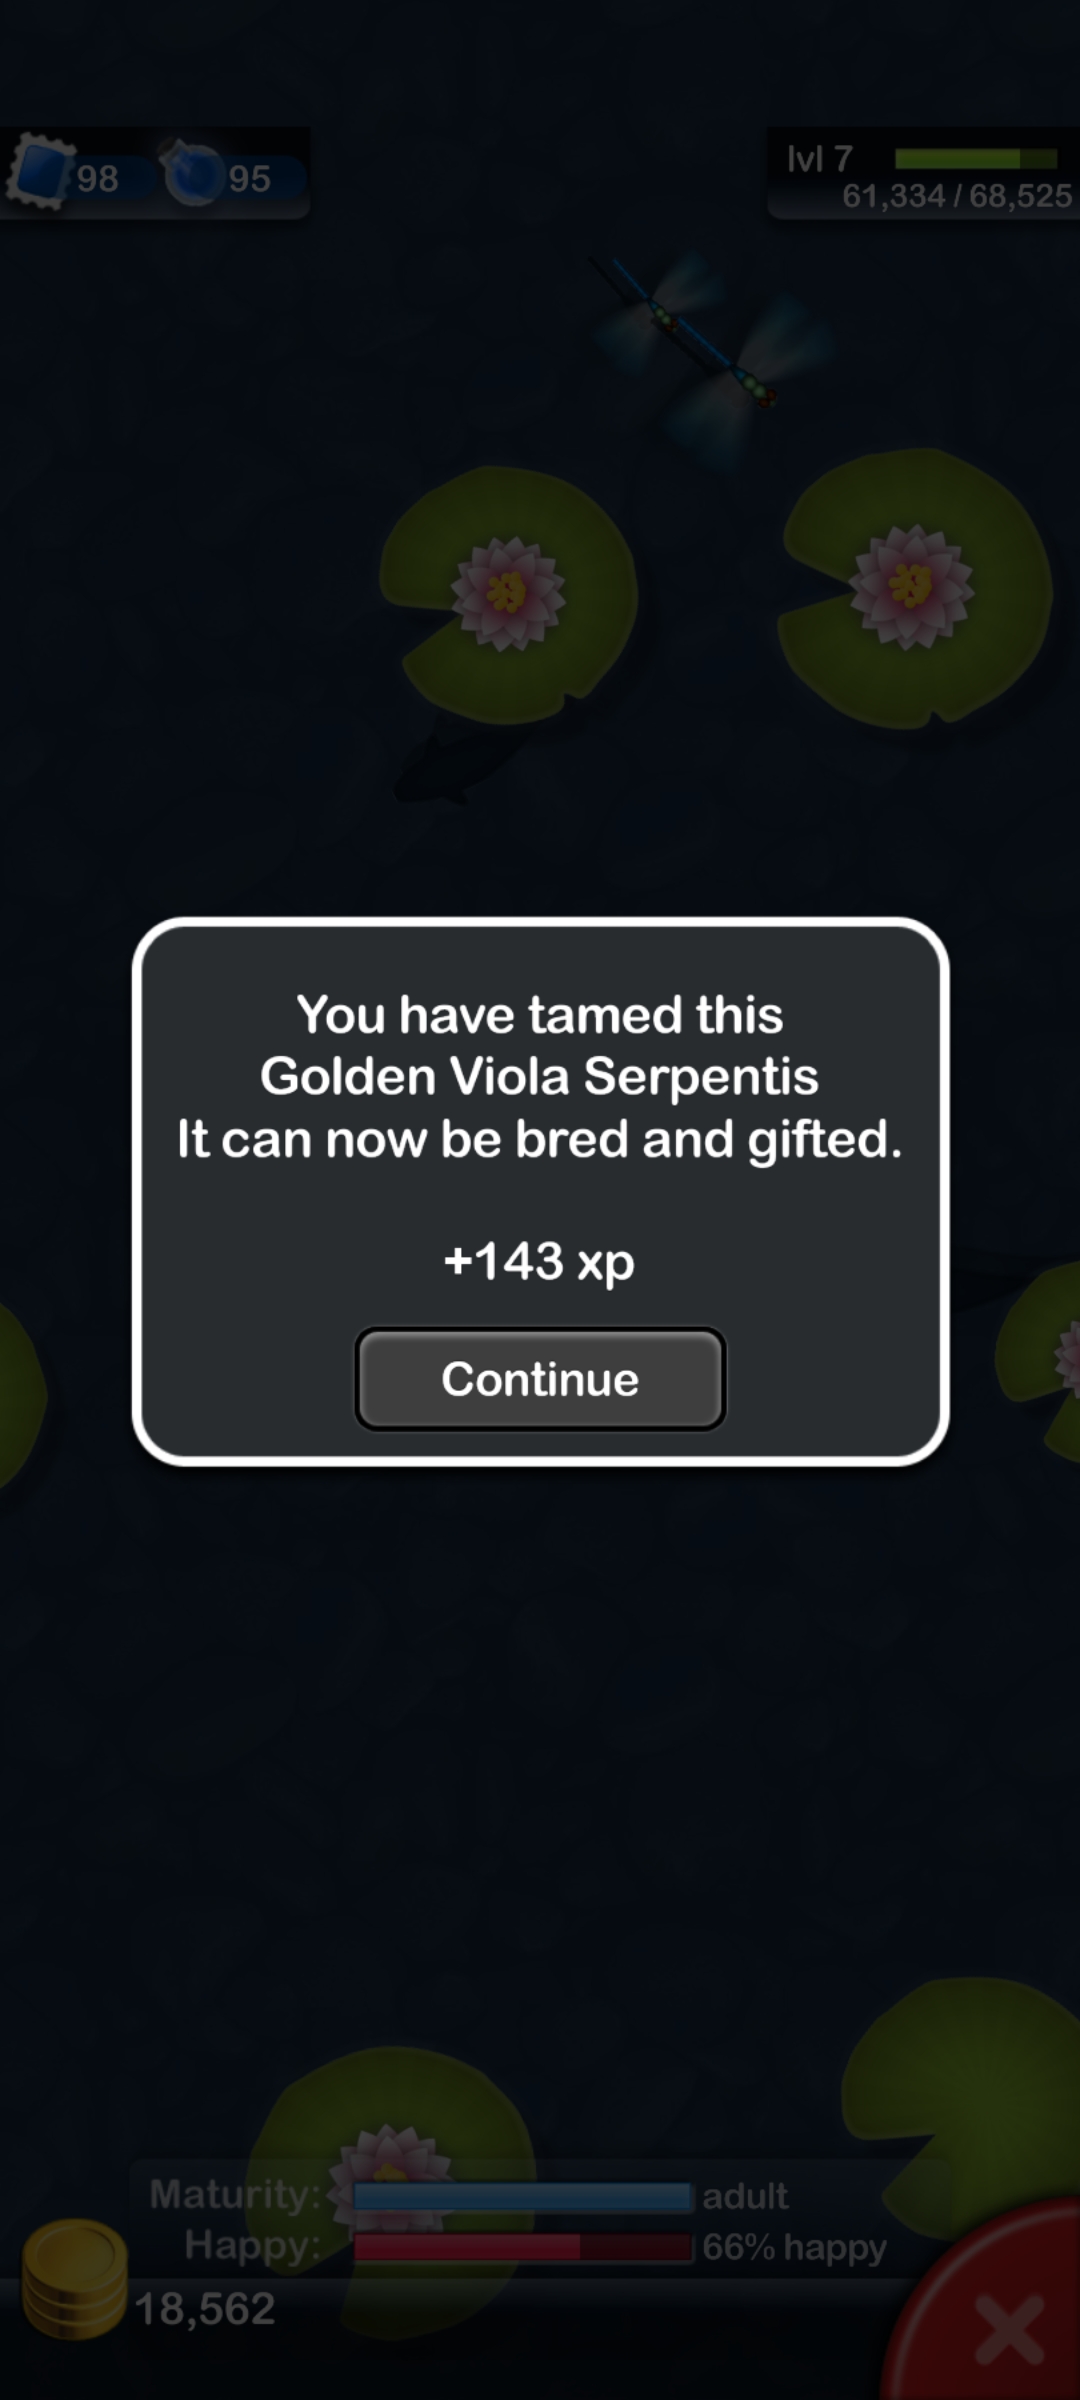 98
95
lvl 7
61,334 / 68,525
You have tamed this
Golden Viola Serpentis
It can now be bred and gifted.
+143 xp
Continue
Maturity: adult
Happy: 66% happy
18,562